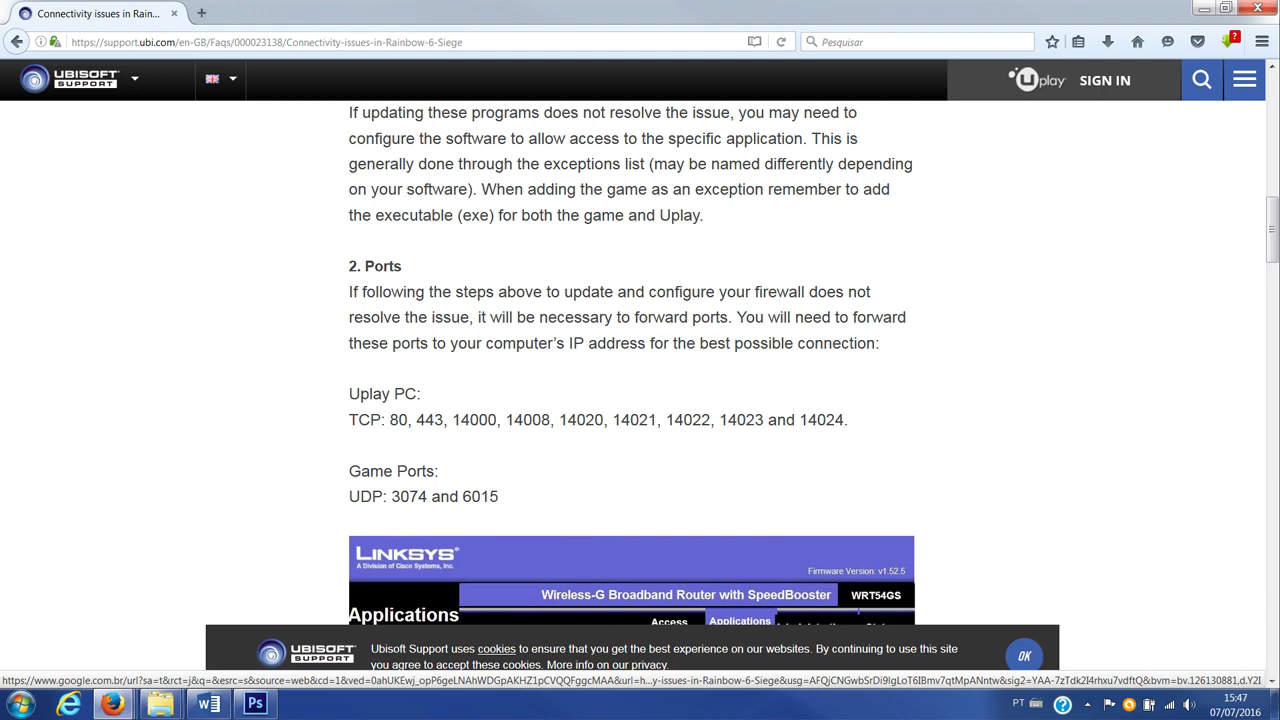 Connectivity issues in Rain...
https://support.ubi.com/en-GB/Faqs/000023138/Connectivity-issues-in-Rainbow-6-Siege
Pesquisar
?
UBISOFT
SUPPORT
Uplay
SIGN IN
If updating these programs does not resolve the issue, you may need to
configure the software to allow access to the specific application. This is
generally done through the exceptions list (may be named differently depending
on your software). When adding the game as an exception remember to add
the executable (exe) for both the game and Uplay.
2. Ports
If following the steps above to update and configure your firewall does not
resolve the issue, it will be necessary to forward ports. You will need to forward
these ports to your computer’s IP address for the best possible connection:
Uplay PC:
TCP: 80, 443, 14000, 14008, 14020, 14021, 14022, 14023 and 14024.
Game Ports:
UDP: 3074 and 6015
LINKSYS®
A Division of Cisco Systems, Inc.
Firmware Version: v1.52.5
Wireless-G Broadband Router with SpeedBooster
WRT54GS
Applications
Access
Applications
UBISOFT
SUPPORT
Ubisoft Support uses cookies to ensure that you get the best experience on our websites. By continuing to use this site
you agree to accept these cookies. More info on our privacy.
OK
PT
15:47
07/07/2016